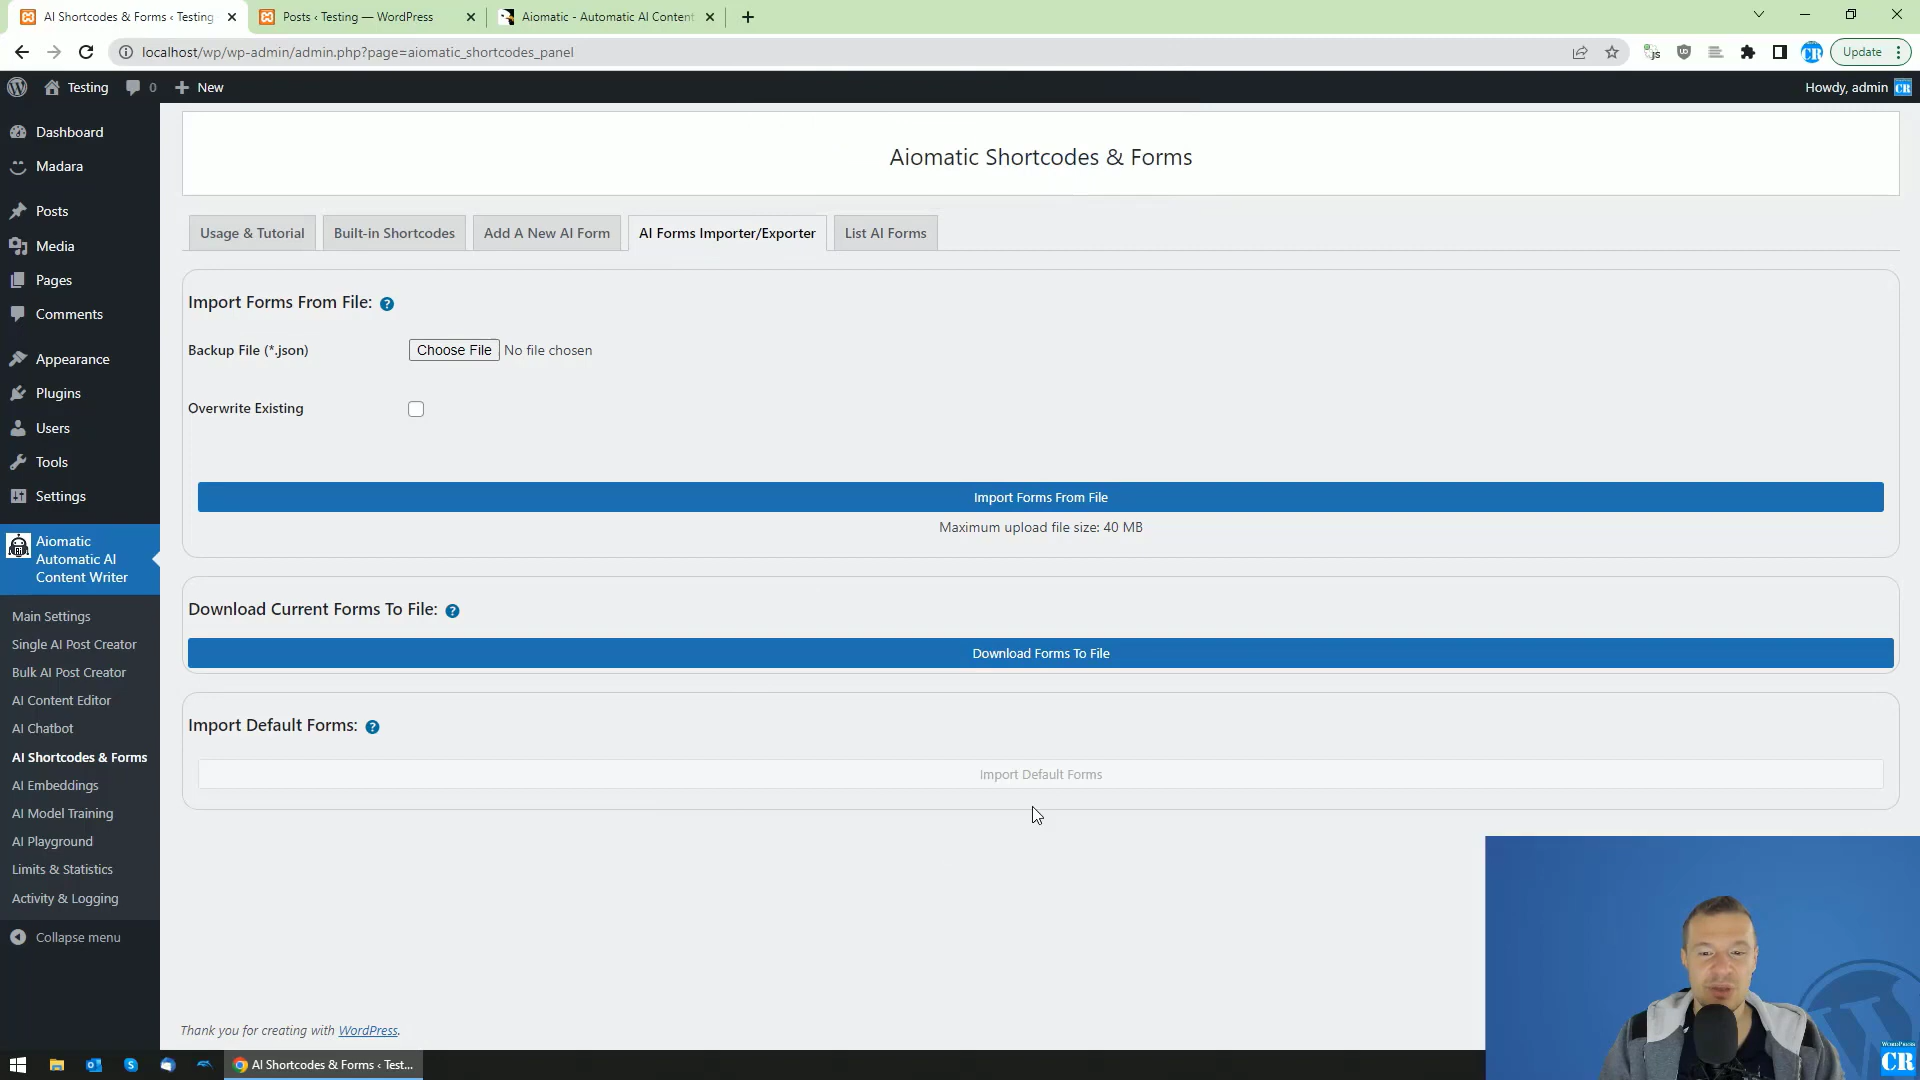 AI Shortcodes & Forms ‹ Testing
Posts ‹ Testing — WordPress
Aiomatic - Automatic AI Content
localhost/wp/wp-admin/admin.php?page=aiomatic_shortcodes_panel
Update
Testing
0
New
Howdy, admin
Dashboard
Madara
Posts
Media
Pages
Comments
Appearance
Plugins
Users
Tools
Settings
Aiomatic
Automatic AI
Content Writer
Main Settings
Single AI Post Creator
Bulk AI Post Creator
AI Content Editor
AI Chatbot
AI Shortcodes & Forms
AI Embeddings
AI Model Training
AI Playground
Limits & Statistics
Activity & Logging
Collapse menu
Aiomatic Shortcodes & Forms
Usage & Tutorial
Built-in Shortcodes
Add A New AI Form
AI Forms Importer/Exporter
List AI Forms
Import Forms From File: ?
Backup File (*.json)
Choose File No file chosen
Overwrite Existing
Import Forms From File
Maximum upload file size: 40 MB
Download Current Forms To File: ?
Download Forms To File
Import Default Forms: ?
Import Default Forms
Thank you for creating with WordPress.
AI Shortcodes & Forms ‹ Test...
WORDPRESS
CR